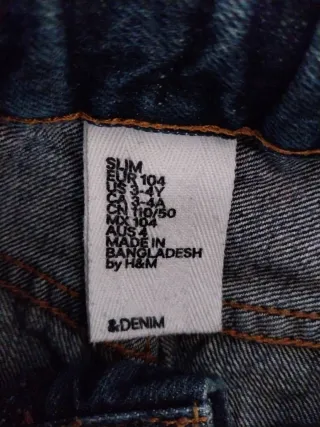 SLIM
EUR 104
US 3-4Y
CA 3-4A
CN 110/50
MX 104
AUS 4
MADE IN
BANGLADESH
by H&M
&DENIM